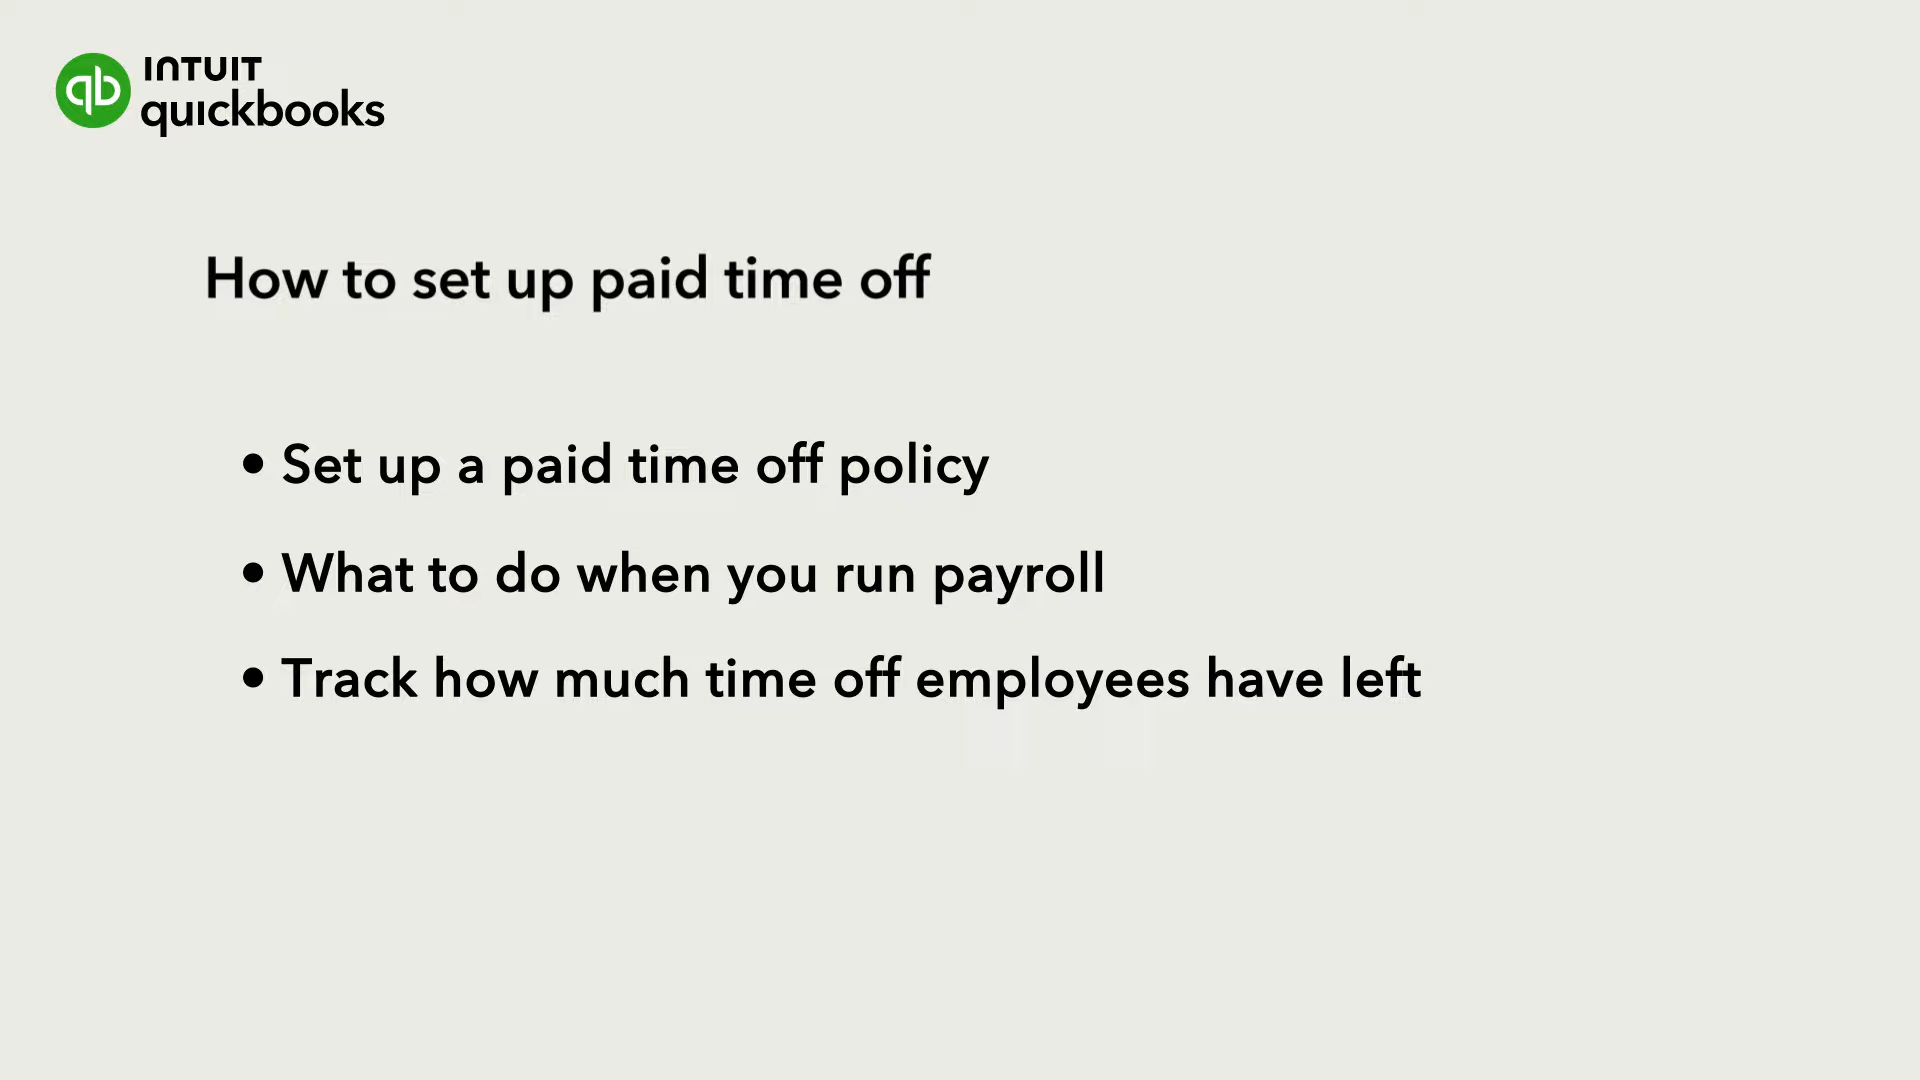 INTUIT
quickbooks
How to set up paid time off
• Set up a paid time off policy
• What to do when you run payroll
• Track how much time off employees have left